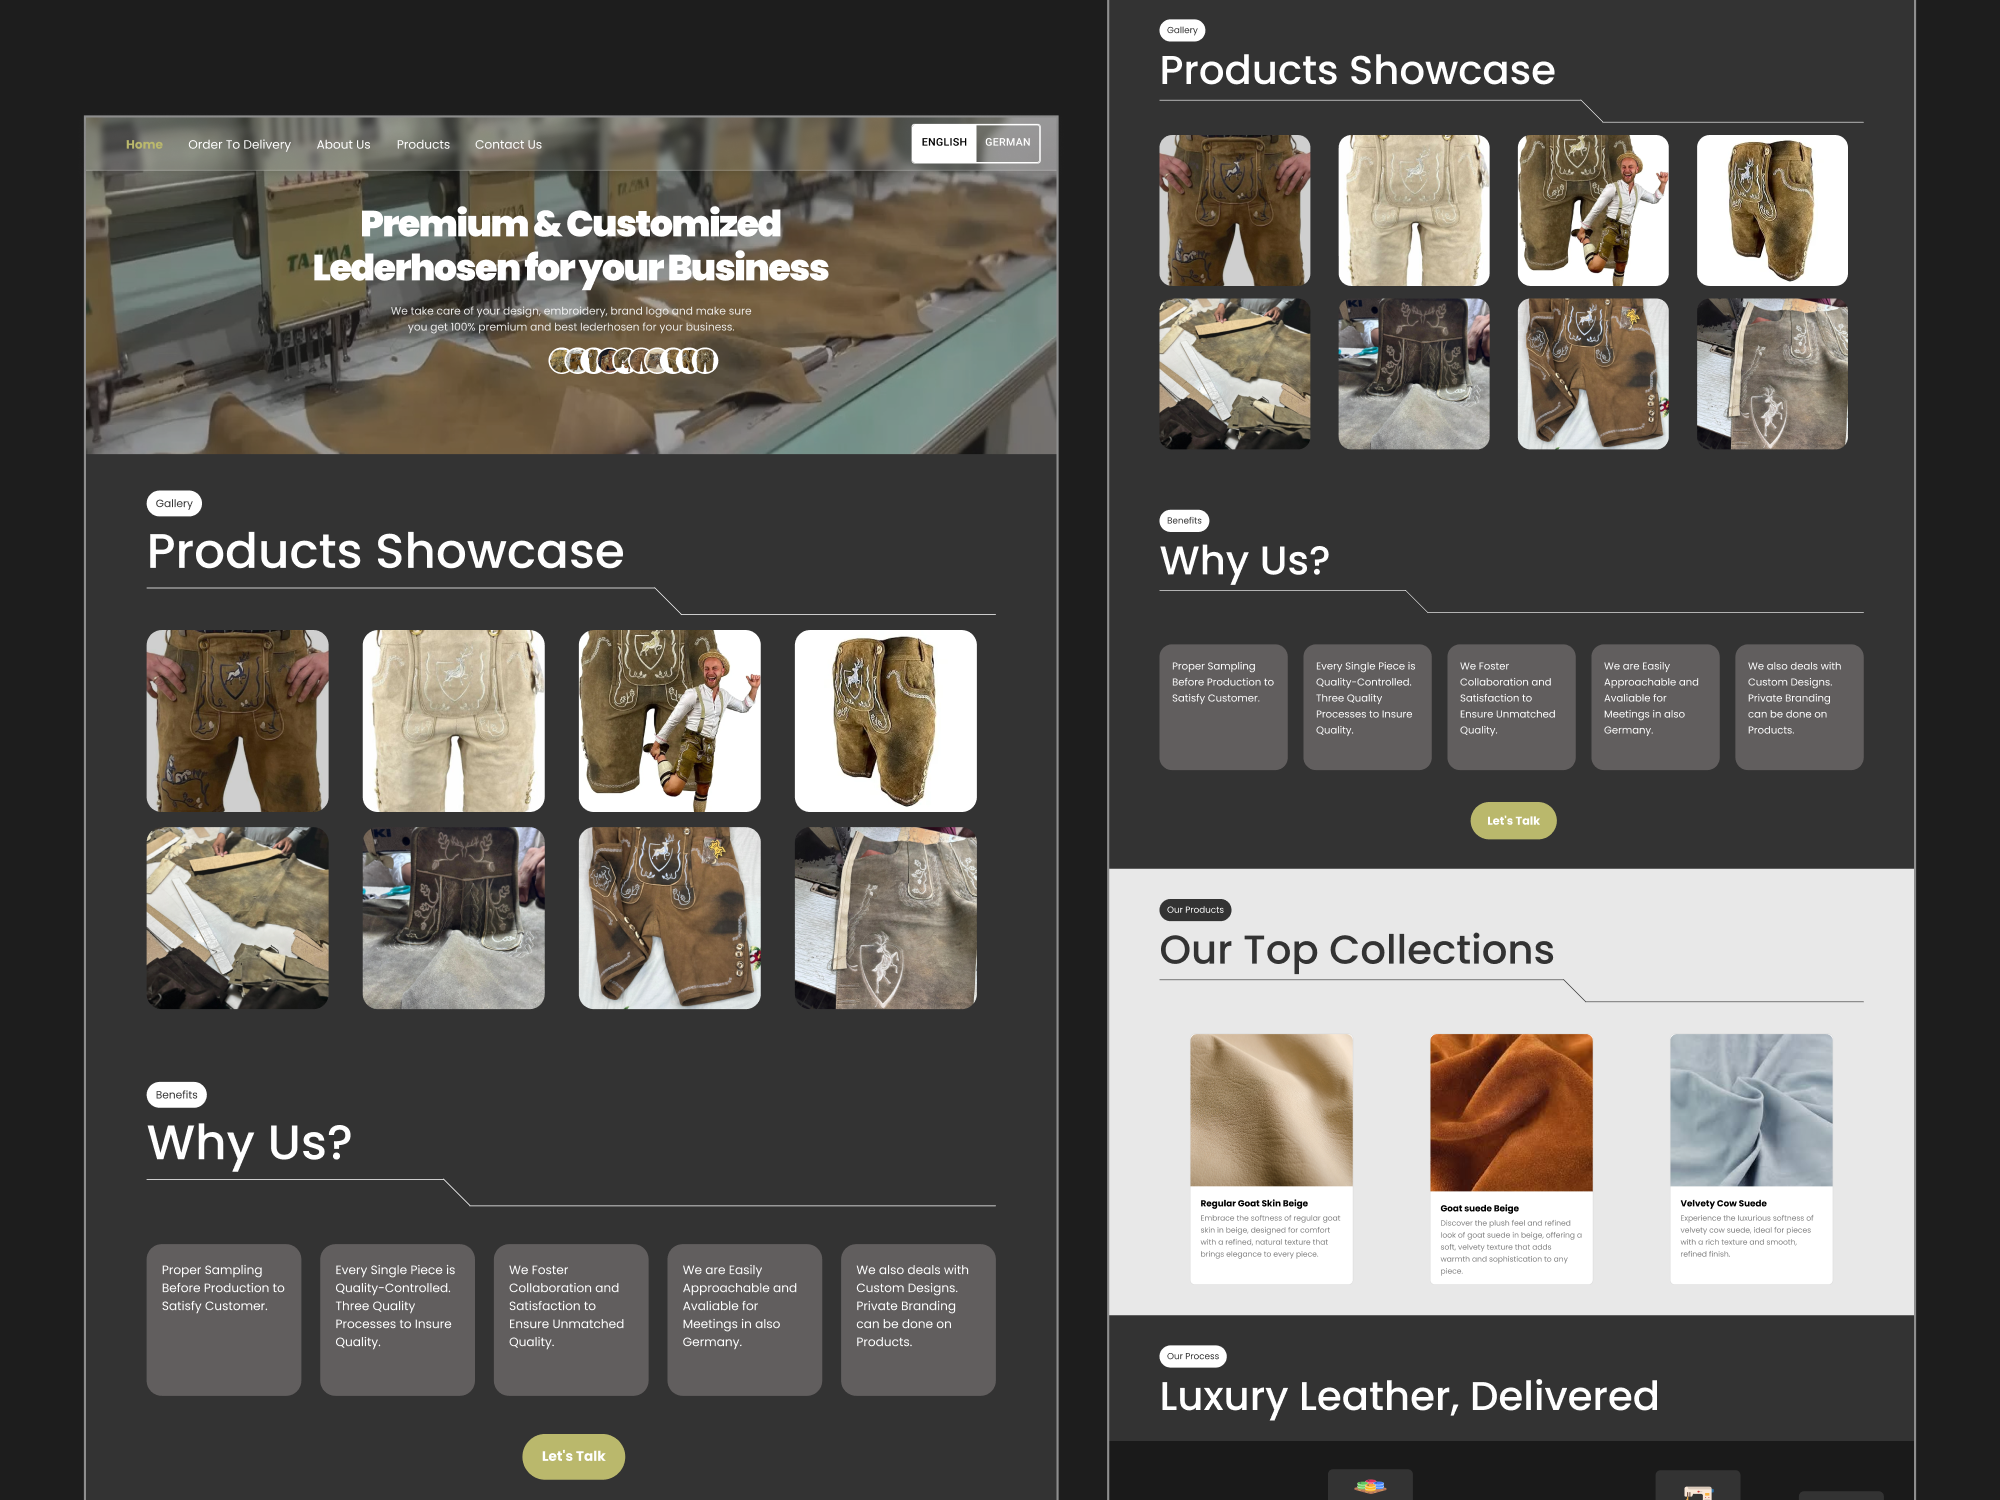 Home
Order To Delivery
About Us
Products
Contact Us
ENGLISH
GERMAN
TAJMA
Premium & Customized
Lederhosen for your Business
We take care of your design, embroidery, brand logo and make sure
you get 100% premium and best lederhosen for your business.
Gallery
Products Showcase
KI
Benefits
Why Us?
Proper Sampling
Before Production to
Satisfy Customer.
Every Single Piece is
Quality-Controlled.
Three Quality
Processes to Insure
Quality.
We Foster
Collaboration and
Satisfaction to
Ensure Unmatched
Quality.
We are Easily
Approachable and
Avaliable for
Meetings in also
Germany.
We also deals with
Custom Designs.
Private Branding
can be done on
Products.
Let's Talk
Gallery
Products Showcase
KI
Benefits
Why Us?
Proper Sampling
Before Production to
Satisfy Customer.
Every Single Piece is
Quality-Controlled.
Three Quality
Processes to Insure
Quality.
We Foster
Collaboration and
Satisfaction to
Ensure Unmatched
Quality.
We are Easily
Approachable and
Avaliable for
Meetings in also
Germany.
We also deals with
Custom Designs.
Private Branding
can be done on
Products.
Let's Talk
Our Products
Our Top Collections
Regular Goat Skin Beige
Embrace the softness of regular goat
skin in beige, designed for comfort
with a refined, natural texture that
brings elegance to every piece.
Goat suede Beige
Discover the plush feel and refined
look of goat suede in beige, offering a
soft, velvety texture that adds
warmth and sophistication to any
piece.
Velvety Cow Suede
Experience the luxurious softness of
velvety cow suede, ideal for pieces
with a rich texture and smooth,
refined finish.
Our Process
Luxury Leather, Delivered